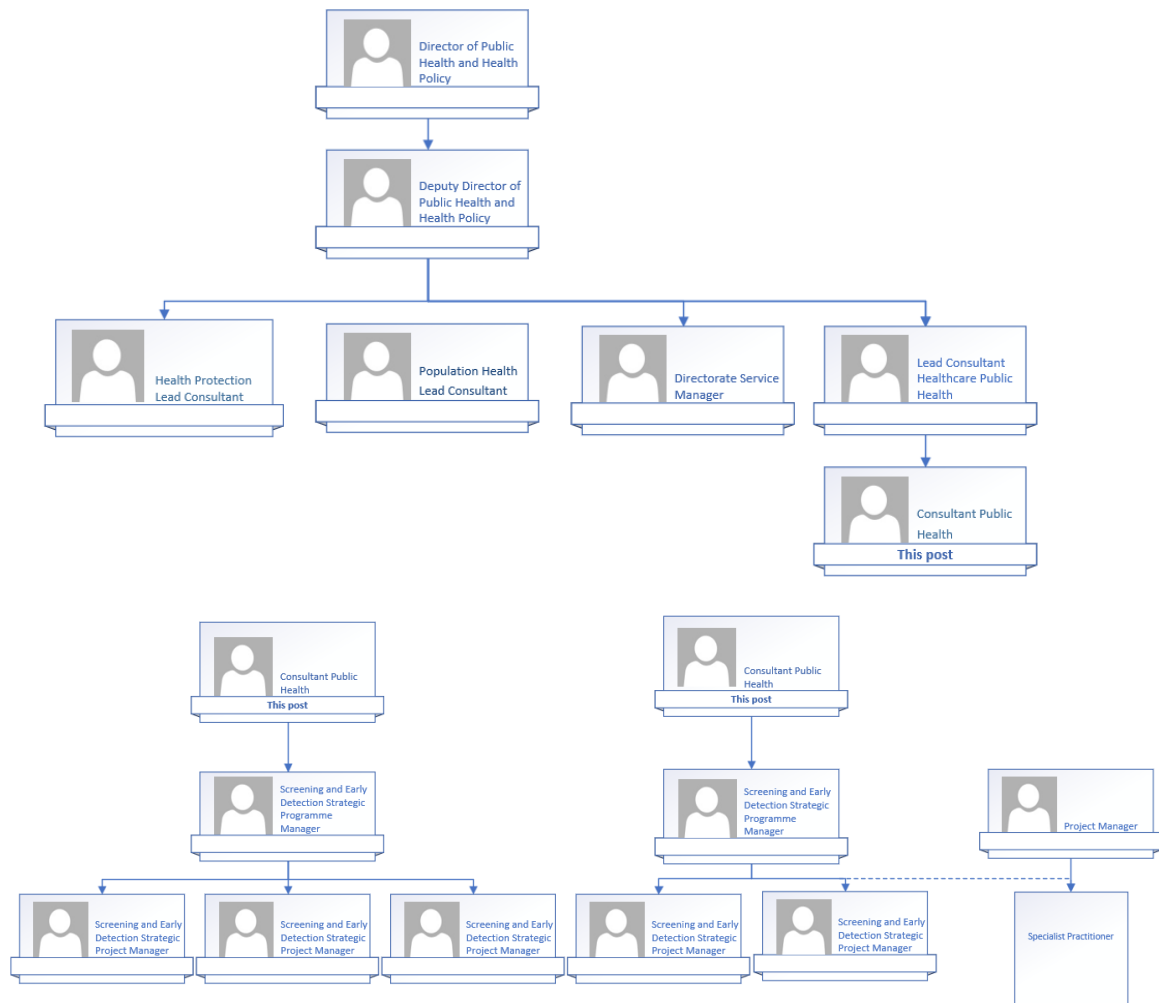 Director of Public
Health and Health
Policy
Deputy Director of
Public Health and
Health Policy
Health Protection
Lead Consultant
Population Health
Lead Consultant
Directorate Service
Manager
Lead Consultant
Healthcare Public
Health
Consultant Public
Health
This post
Consultant Public
Health
This post
Consultant Public
Health
This post
Screening and Early
Detection Strategic
Programme
Manager
Screening and Early
Detection Strategic
Programme
Manager
Project Manager
Screening and Early
Detection Strategic
Project Manager
Screening and Early
Detection Strategic
Project Manager
Screening and Early
Detection Strategic
Project Manager
Screening and Early
Detection Strategic
Project Manager
Screening and Early
Detection Strategic
Project Manager
Specialist Practitioner